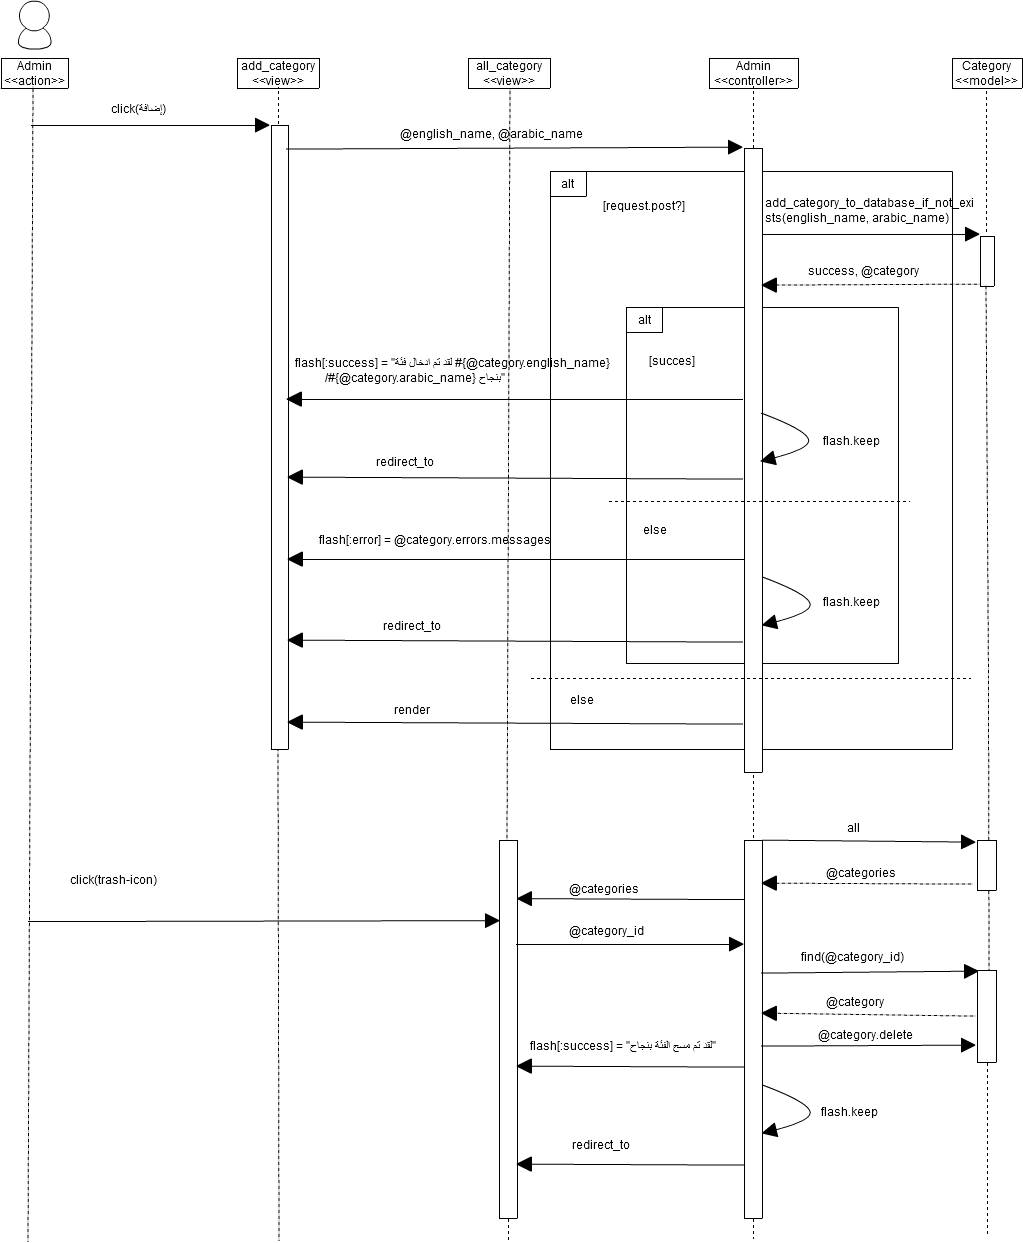 Admin
<<action>>
add_category
<<view>>
all_category
<<view>>
Admin
<<controller>>
Category
<<model>>
click(إضافة)
@english_name, @arabic_name
alt
[request.post?]
add_category_to_database_if_not_exi
sts(english_name, arabic_name)
success, @category
alt
[succes]
flash[:success] = "لقد تم ادخال فئة #{@category.english_name}
/#{@category.arabic_name} بنجاح"
flash.keep
redirect_to
else
flash[:error] = @category.errors.messages
flash.keep
redirect_to
else
render
all
@categories
click(trash-icon)
@categories
@category_id
find(@category_id)
@category
@category.delete
flash[:success] = "لقد تم مسح الفئة بنجاح"
flash.keep
redirect_to